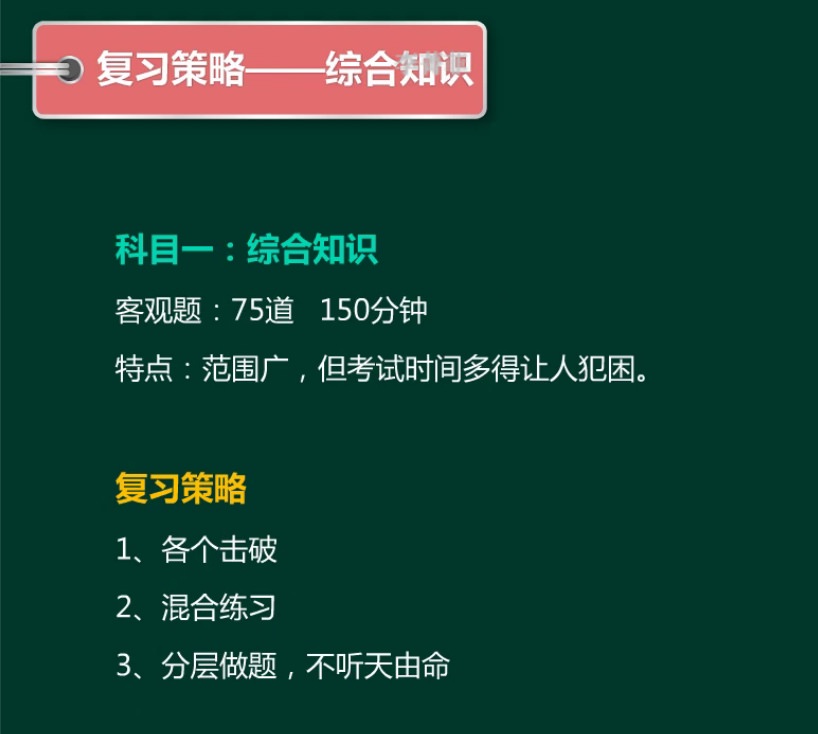 复习策略——综合知识
科目一：综合知识
客观题：75道 150分钟
特点：范围广，但考试时间多得让人犯困。
复习策略
1、各个击破
2、混合练习
3、分层做题，不听天由命